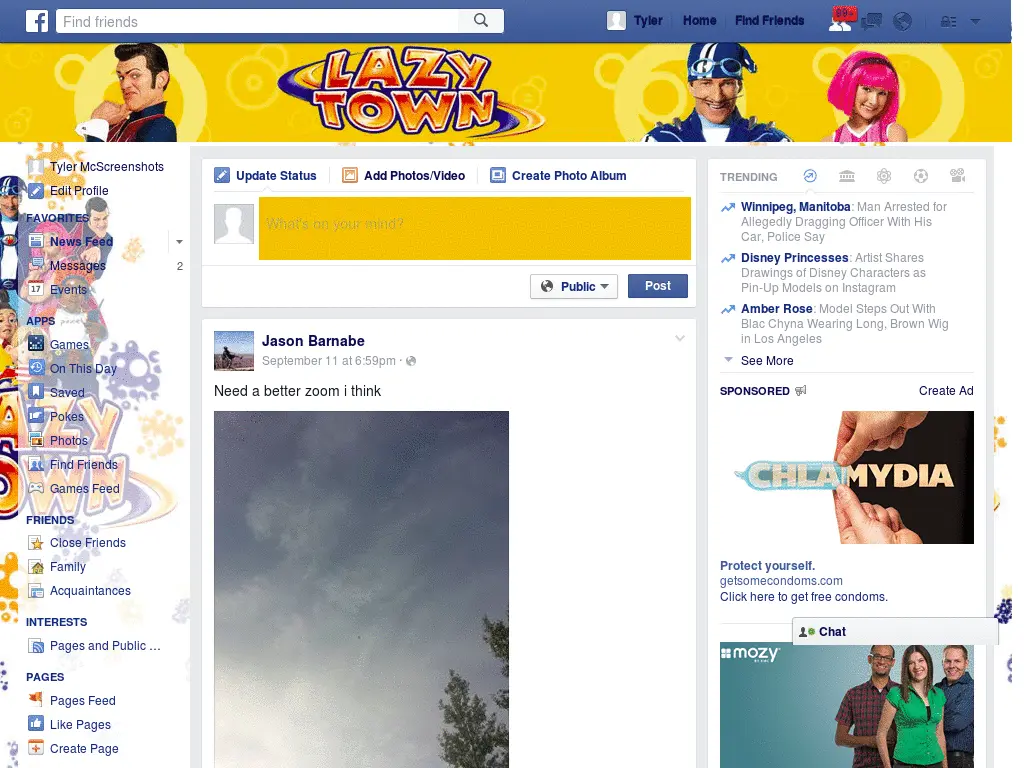 Find friends
Tyler
Home
Find Friends
LAZY
TOWN
Tyler McScreenshots
Edit Profile
FAVORITES
News Feed
Messages 2
17 Events
APPS
Games
On This Day
Saved
Pokes
Photos
Find Friends
Games Feed
FRIENDS
Close Friends
Family
Acquaintances
INTERESTS
Pages and Public ...
PAGES
Pages Feed
Like Pages
Create Page
Update Status
Add Photos/Video
Create Photo Album
What's on your mind?
Public
Post
Jason Barnabe
September 11 at 6:59pm ·
Need a better zoom i think
TRENDING
Winnipeg, Manitoba: Man Arrested for
Allegedly Dragging Officer With His
Car, Police Say
Disney Princesses: Artist Shares
Drawings of Disney Characters as
Pin-Up Models on Instagram
Amber Rose: Model Steps Out With
Blac Chyna Wearing Long, Brown Wig
in Los Angeles
See More
SPONSORED
Create Ad
CHLAMYDIA
Protect yourself.
getsomecondoms.com
Click here to get free condoms.
Chat
mozy
LAZY
TOWN